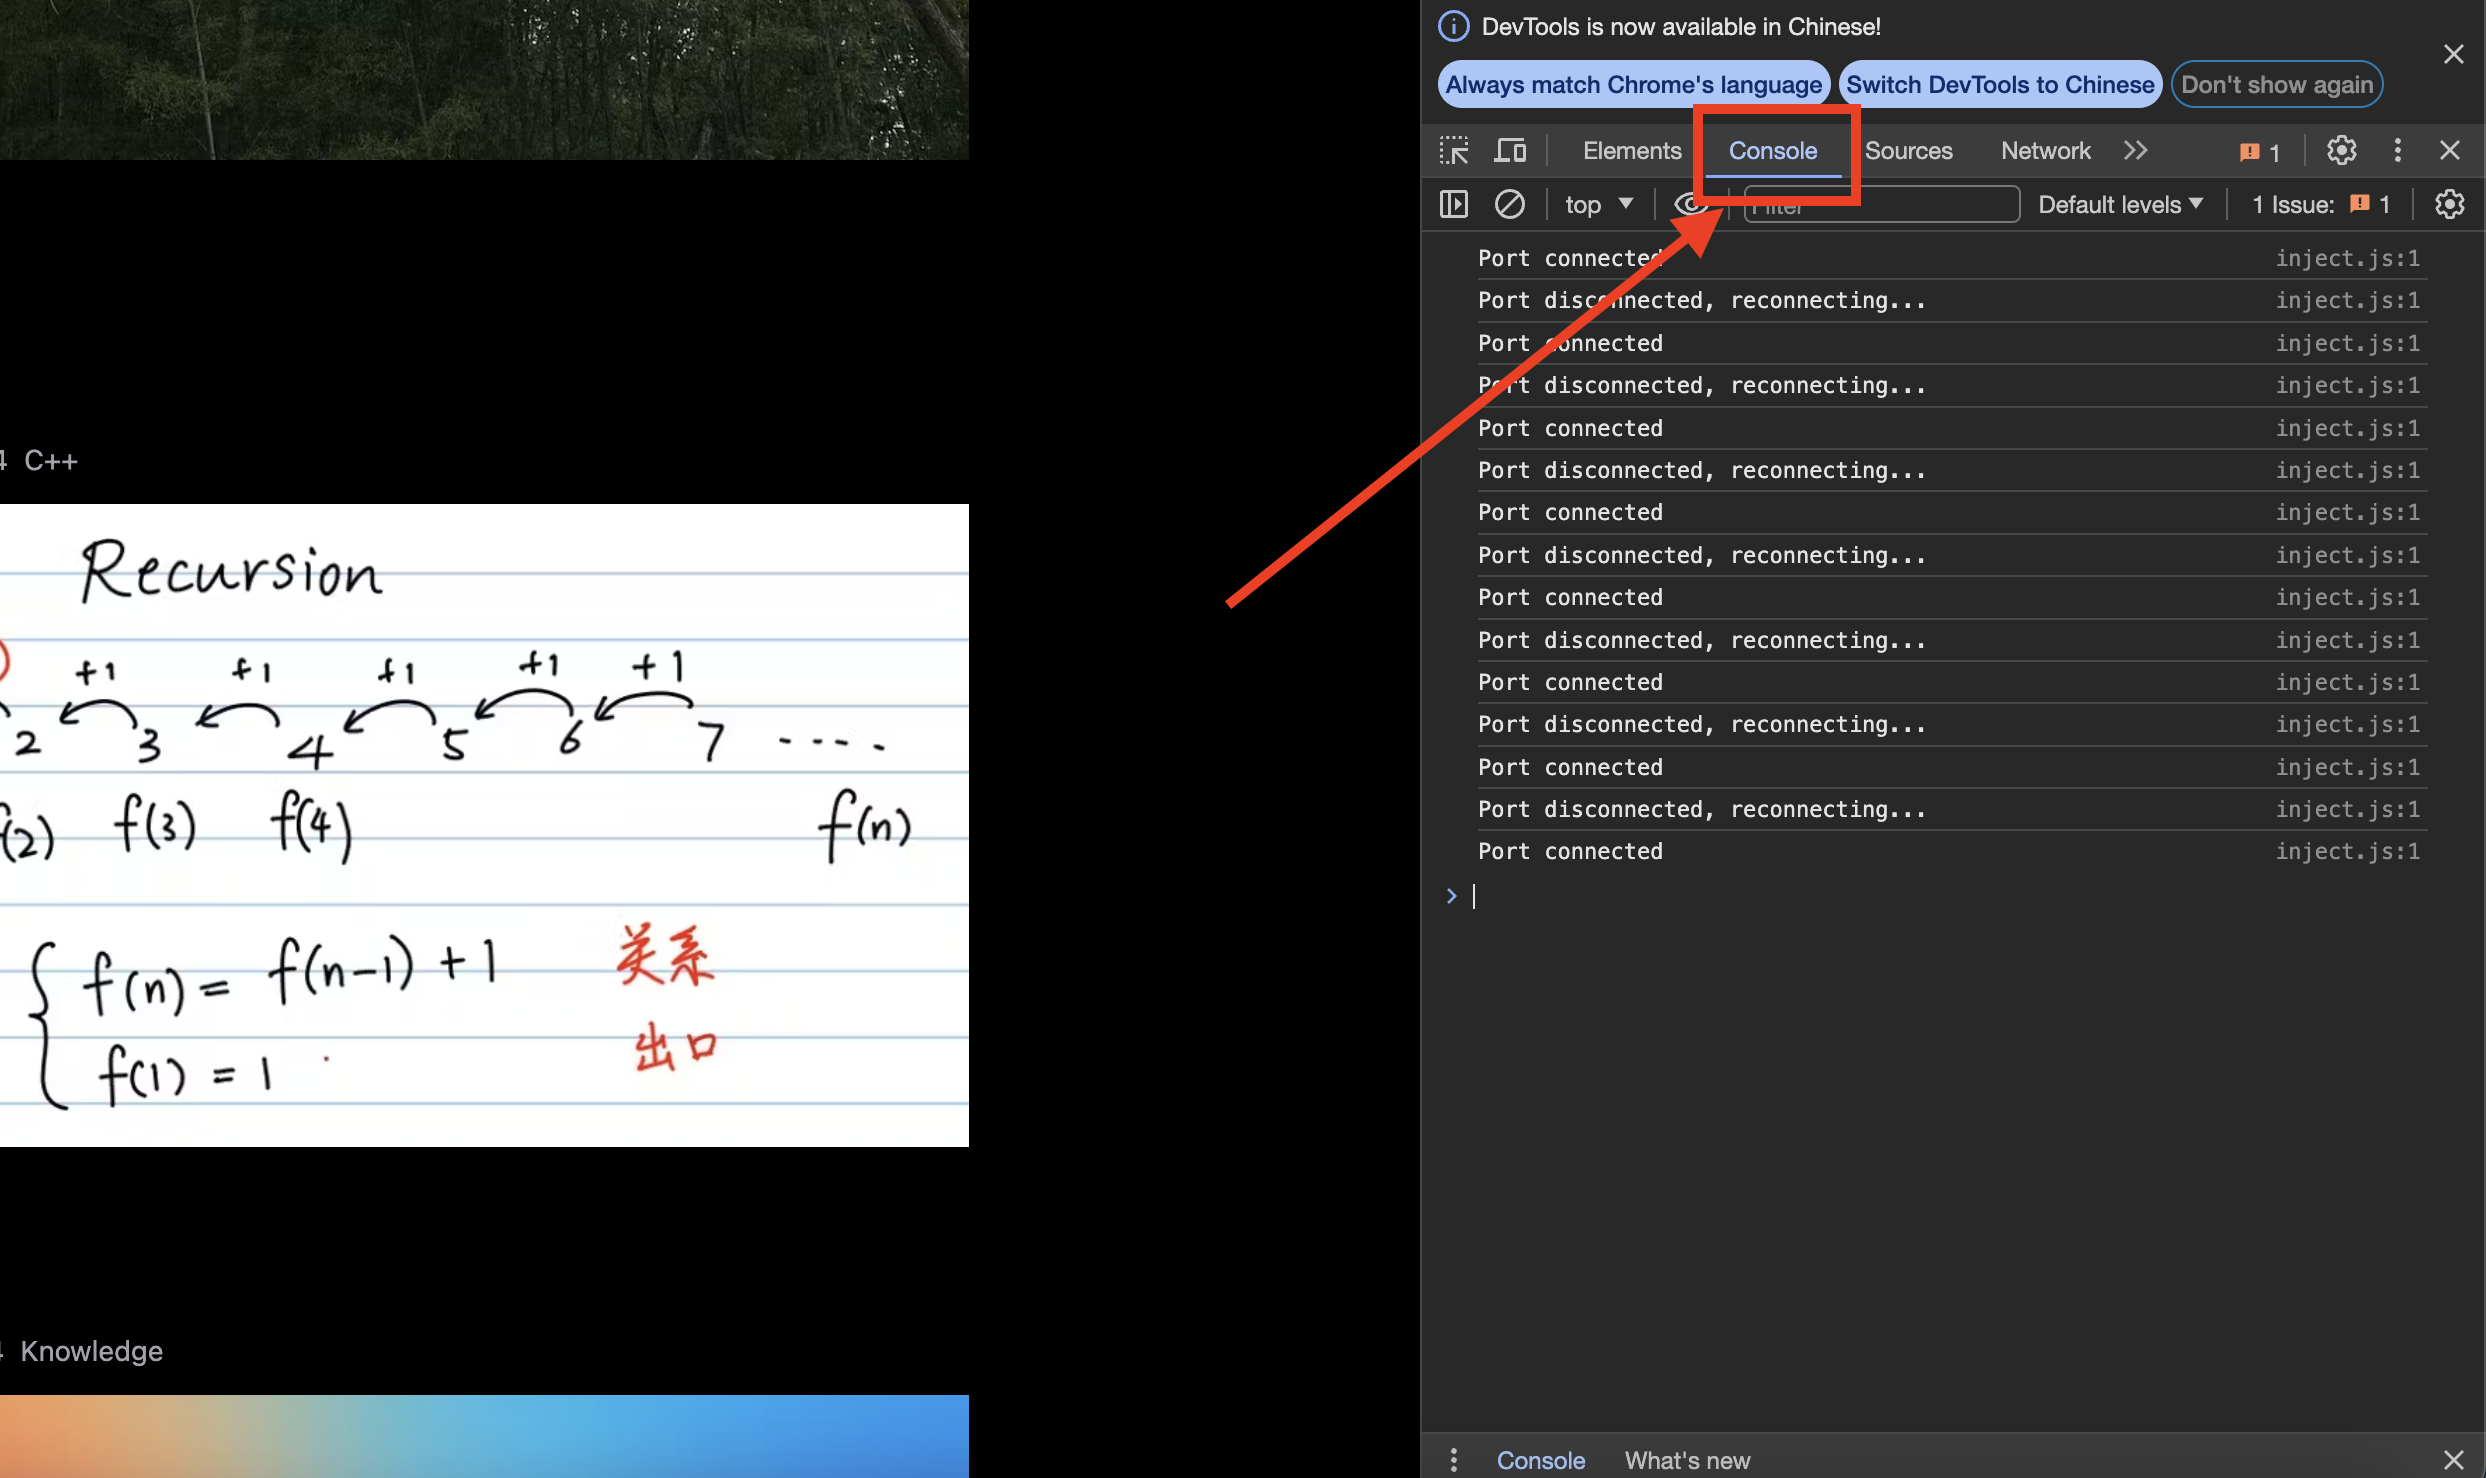 C++
Recursion
+1 +1 +1 +1 +1
2 3 4 5 6 7 ....
f(2) f(3) f(4) f(n)
f(n) = f(n-1) + 1 关系
f(1) = 1 出口
Knowledge
DevTools is now available in Chinese!
Always match Chrome's language Switch DevTools to Chinese Don't show again
Elements Console Sources Network 1
top Filter Default levels 1 Issue: 1
Port connected inject.js:1
Port disconnected, reconnecting... inject.js:1
Port connected inject.js:1
Port disconnected, reconnecting... inject.js:1
Port connected inject.js:1
Port disconnected, reconnecting... inject.js:1
Port connected inject.js:1
Port disconnected, reconnecting... inject.js:1
Port connected inject.js:1
Port disconnected, reconnecting... inject.js:1
Port connected inject.js:1
Port disconnected, reconnecting... inject.js:1
Port connected inject.js:1
Port disconnected, reconnecting... inject.js:1
Port connected inject.js:1
Console What's new